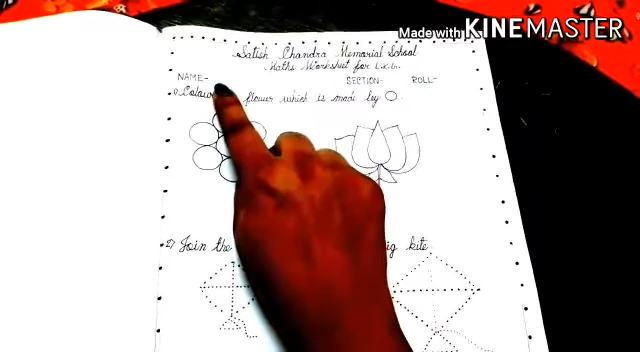 Made with KINEMASTER
Satish Chandra Memorial School
Maths Worksheet for L.K.G.
NAME- SECTION- ROLL-
flower which is made by
2) Join the kite